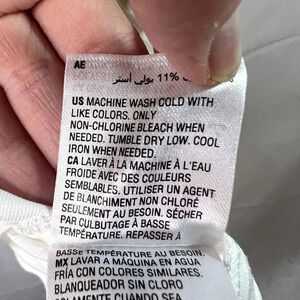 AE
11% بولي أستر
US MACHINE WASH COLD WITH
LIKE COLORS. ONLY
NON-CHLORINE BLEACH WHEN
NEEDED. TUMBLE DRY LOW. COOL
IRON WHEN NEEDED.
CA LAVER À LA MACHINE À L'EAU
FROIDE AVEC DES COULEURS
SEMBLABLES. UTILISER UN AGENT
DE BLANCHIMENT NON CHLORÉ
SEULEMENT AU BESOIN. SÉCHER
PAR CULBUTAGE À BASSE
TEMPÉRATURE. REPASSER À
BASSE TEMPÉRATURE AU BESOIN.
MX LAVAR A MÁQUINA EN AGUA
FRÍA CON COLORES SIMILARES.
BLANQUEADOR SIN CLORO
CUANDO SEA